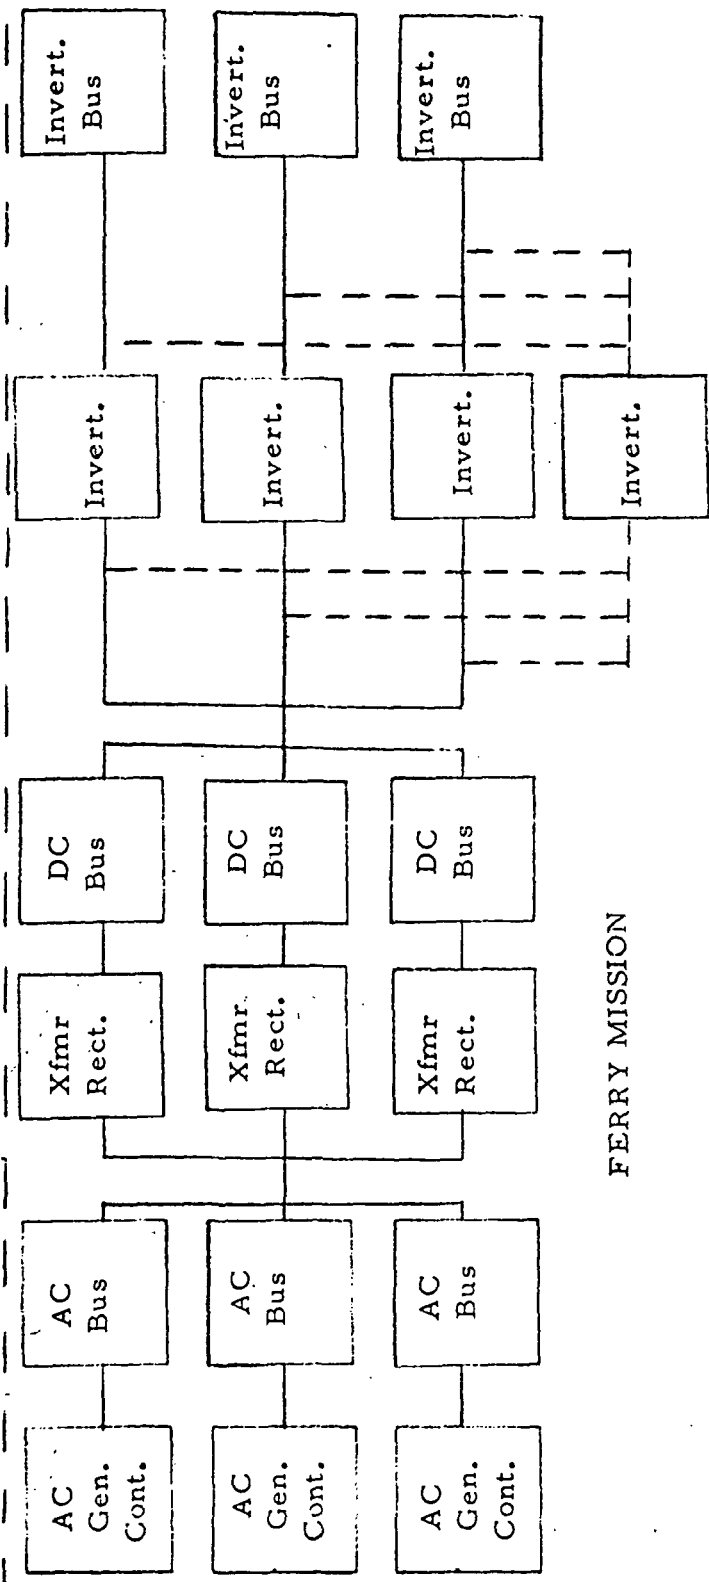 AC
Gen.
Cont.
AC
Bus
Xfmr
Rect.
DC
Bus
Invert.
Invert.
Bus
AC
Gen.
Cont.
AC
Bus
Xfmr
Rect.
DC
Bus
Invert.
Invert.
Bus
AC
Gen.
Cont.
AC
Bus
Xfmr
Rect.
DC
Bus
Invert.
Invert.
Bus
Invert.
FERRY MISSION